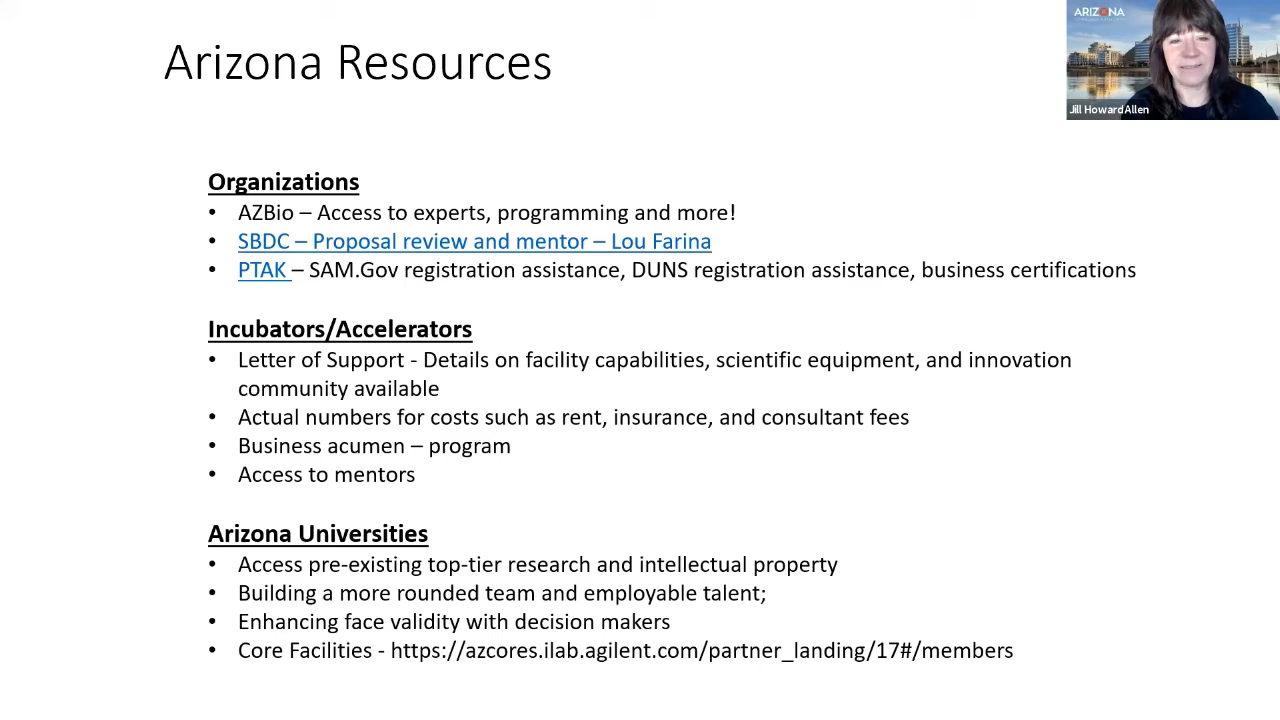 Arizona Resources
ARIZONA
Jill HowardAllen
Organizations
• AZBio – Access to experts, programming and more!
• SBDC – Proposal review and mentor – Lou Farina
• PTAK – SAM.Gov registration assistance, DUNS registration assistance, business certifications
Incubators/Accelerators
• Letter of Support - Details on facility capabilities, scientific equipment, and innovation
community available
• Actual numbers for costs such as rent, insurance, and consultant fees
• Business acumen – program
• Access to mentors
Arizona Universities
• Access pre-existing top-tier research and intellectual property
• Building a more rounded team and employable talent;
• Enhancing face validity with decision makers
• Core Facilities - https://azcores.ilab.agilent.com/partner_landing/17#/members